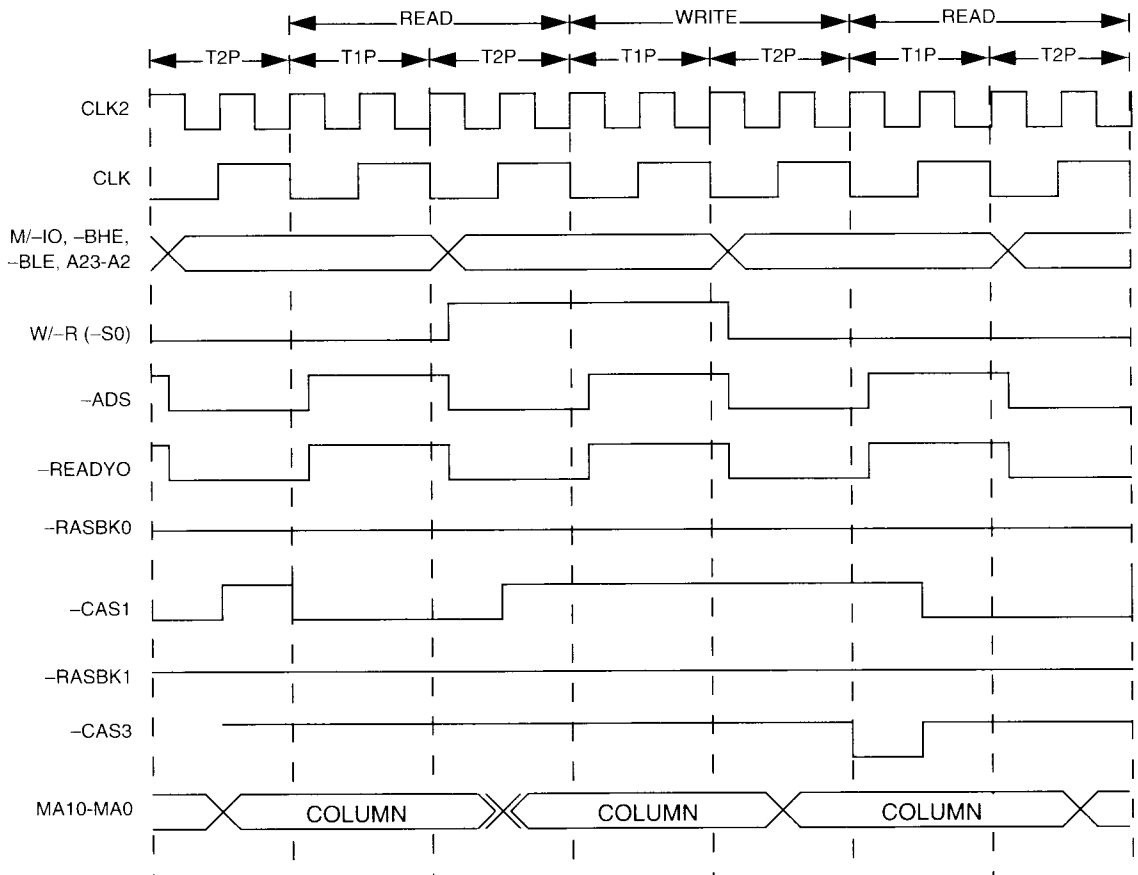 READ WRITE READ
T2P T1P T2P T1P T2P T1P T2P
CLK2
CLK
M/–IO, –BHE,
–BLE, A23-A2
W/–R (–S0)
–ADS
–READYO
–RASBK0
–CAS1
–RASBK1
–CAS3
MA10-MA0 COLUMN COLUMN COLUMN